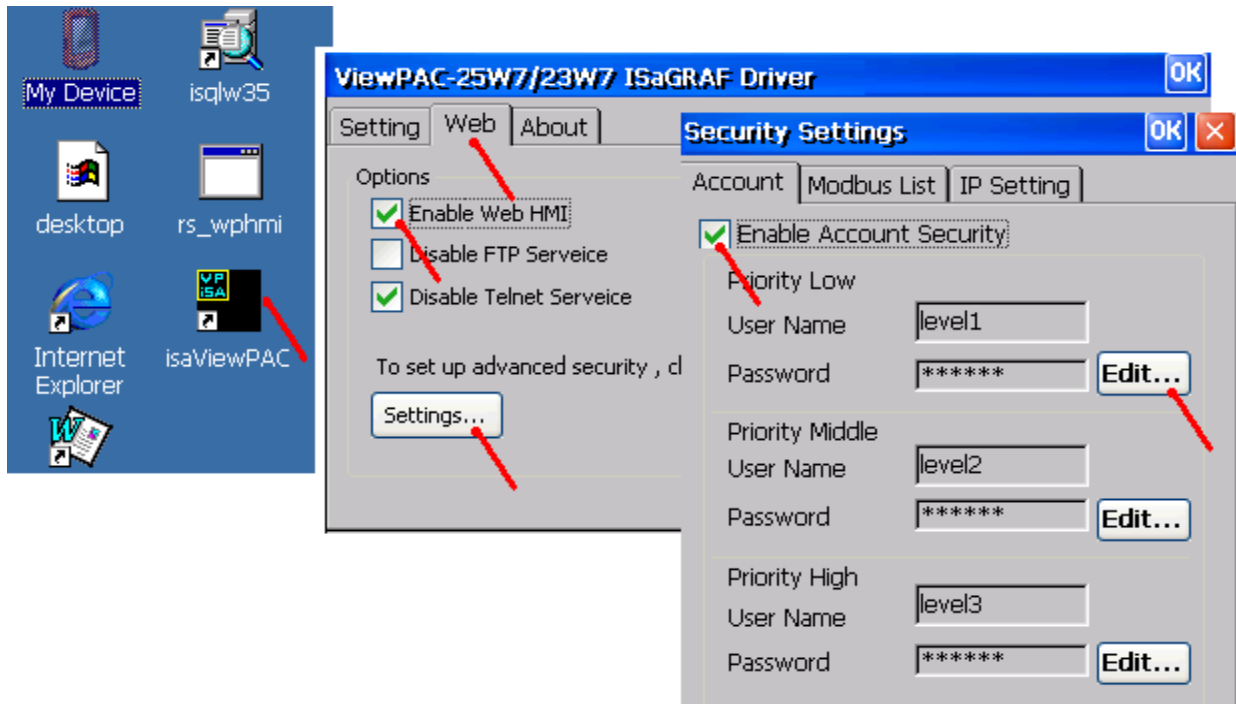 My Device
isqlw35
desktop
rs_wphmi
VP
iSA
Internet
Explorer
isaViewPAC
W
ViewPAC-25W7/23W7 ISaGRAF Driver
OK
Setting
Web
About
Options
Enable Web HMI
Disable FTP Serveice
Disable Telnet Serveice
To set up advanced security , cl
Settings...
Security Settings
OK
Account
Modbus List
IP Setting
Enable Account Security
Priority Low
User Name
level1
Password
******
Edit...
Priority Middle
User Name
level2
Password
******
Edit...
Priority High
User Name
level3
Password
******
Edit...